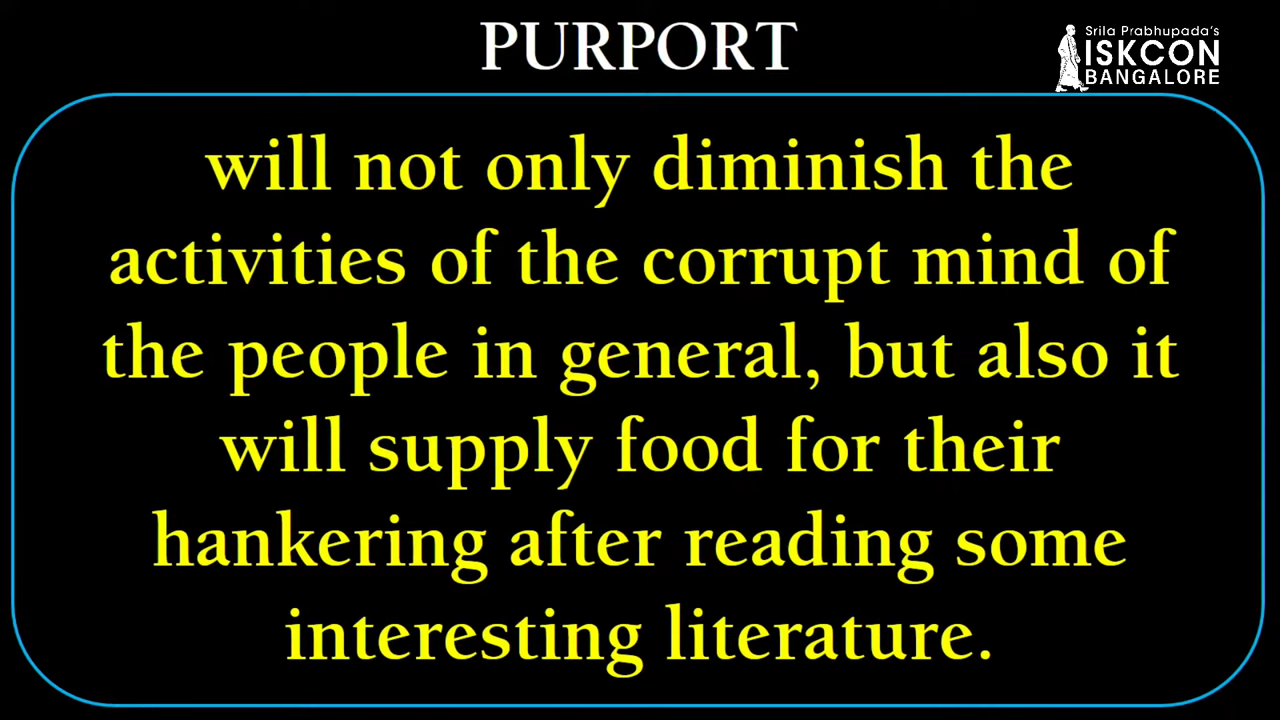 PURPORT
Srila Prabhupada's
ISKCON
BANGALORE
will not only diminish the
activities of the corrupt mind of
the people in general, but also it
will supply food for their
hankering after reading some
interesting literature.